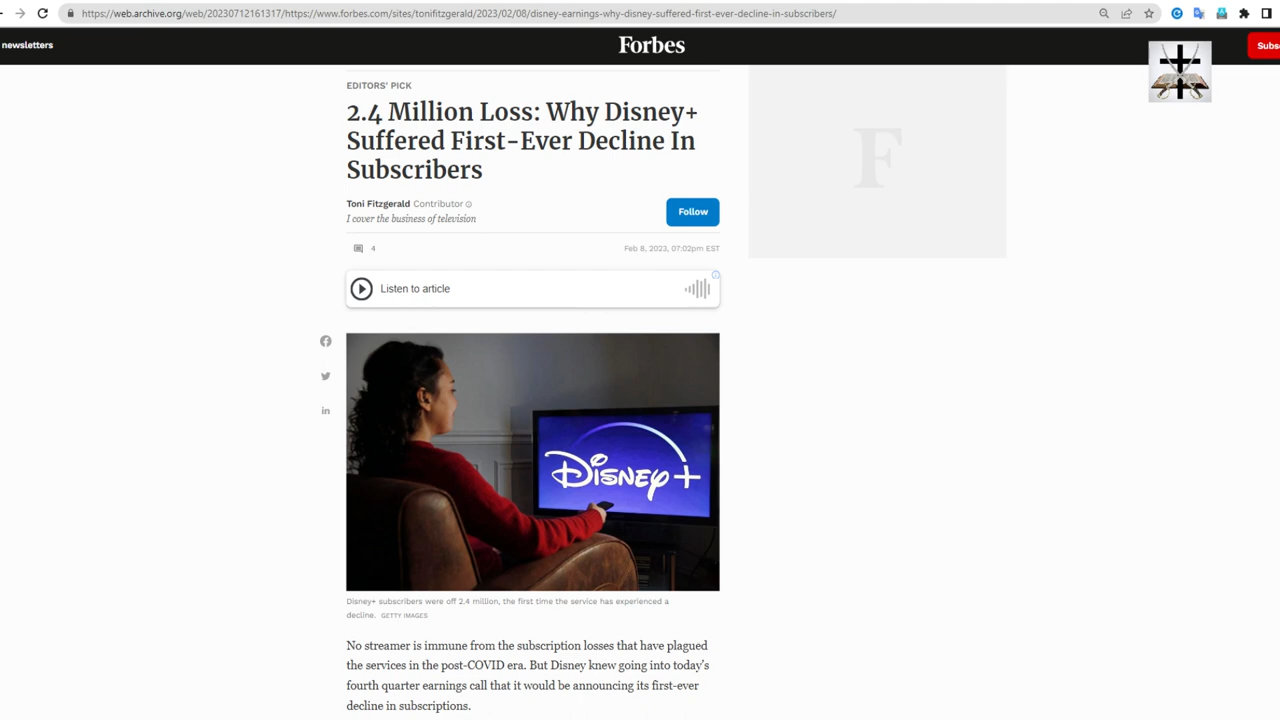 https://web.archive.org/web/20230712161317/https://www.forbes.com/sites/tonifitzgerald/2023/02/08/disney-earnings-why-disney-suffered-first-ever-decline-in-subscribers/
newsletters
Forbes
Subs
EDITORS' PICK
2.4 Million Loss: Why Disney+
Suffered First-Ever Decline In
Subscribers
Toni Fitzgerald Contributor
I cover the business of television
Follow
4
Feb 8, 2023, 07:02pm EST
Listen to article
F
in
Disney+
Disney+ subscribers were off 2.4 million, the first time the service has experienced a
decline. GETTY IMAGES
No streamer is immune from the subscription losses that have plagued
the services in the post-COVID era. But Disney knew going into today's
fourth quarter earnings call that it would be announcing its first-ever
decline in subscriptions.